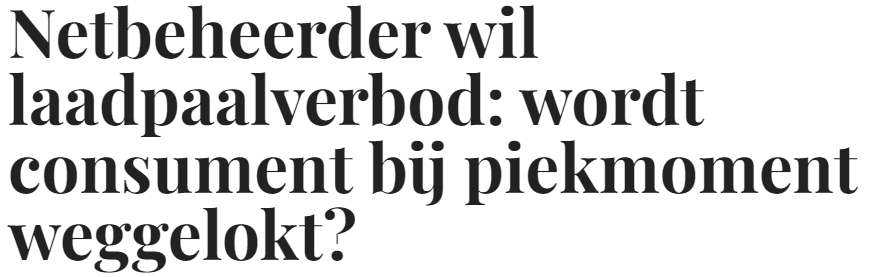 Netbeheerder wil
laadpaalverbod: wordt
consument bij piekmoment
weggelokt?